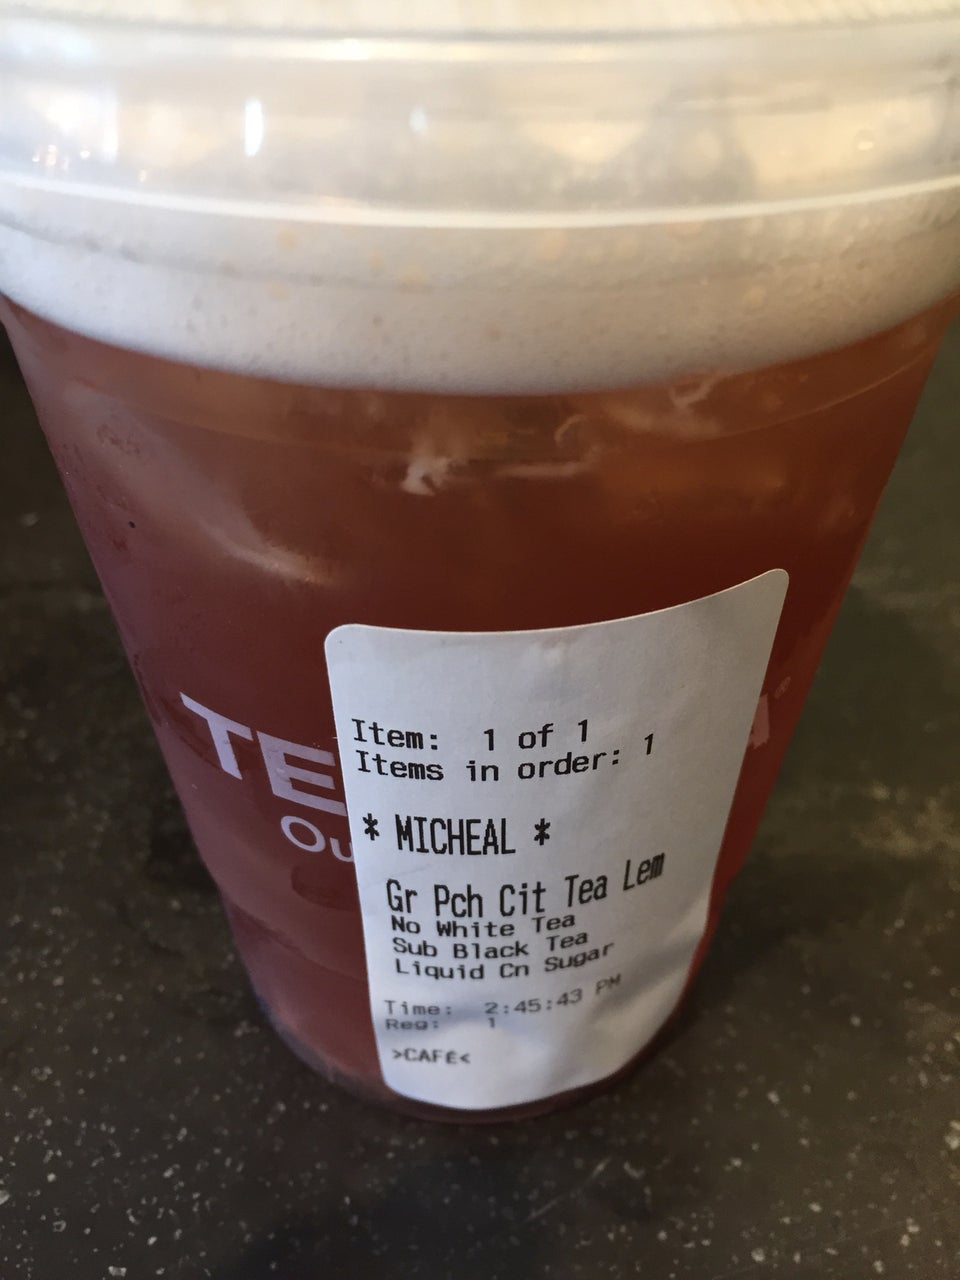 Item: 1 of 1
Items in order: 1
* MICHEAL *
Gr Pch Cit Tea Lem
No White Tea
Sub Black Tea
Liquid Cn Sugar
Time: 2:45:43 PM
Reg: 1
>CAFÉ<
TE
Ou